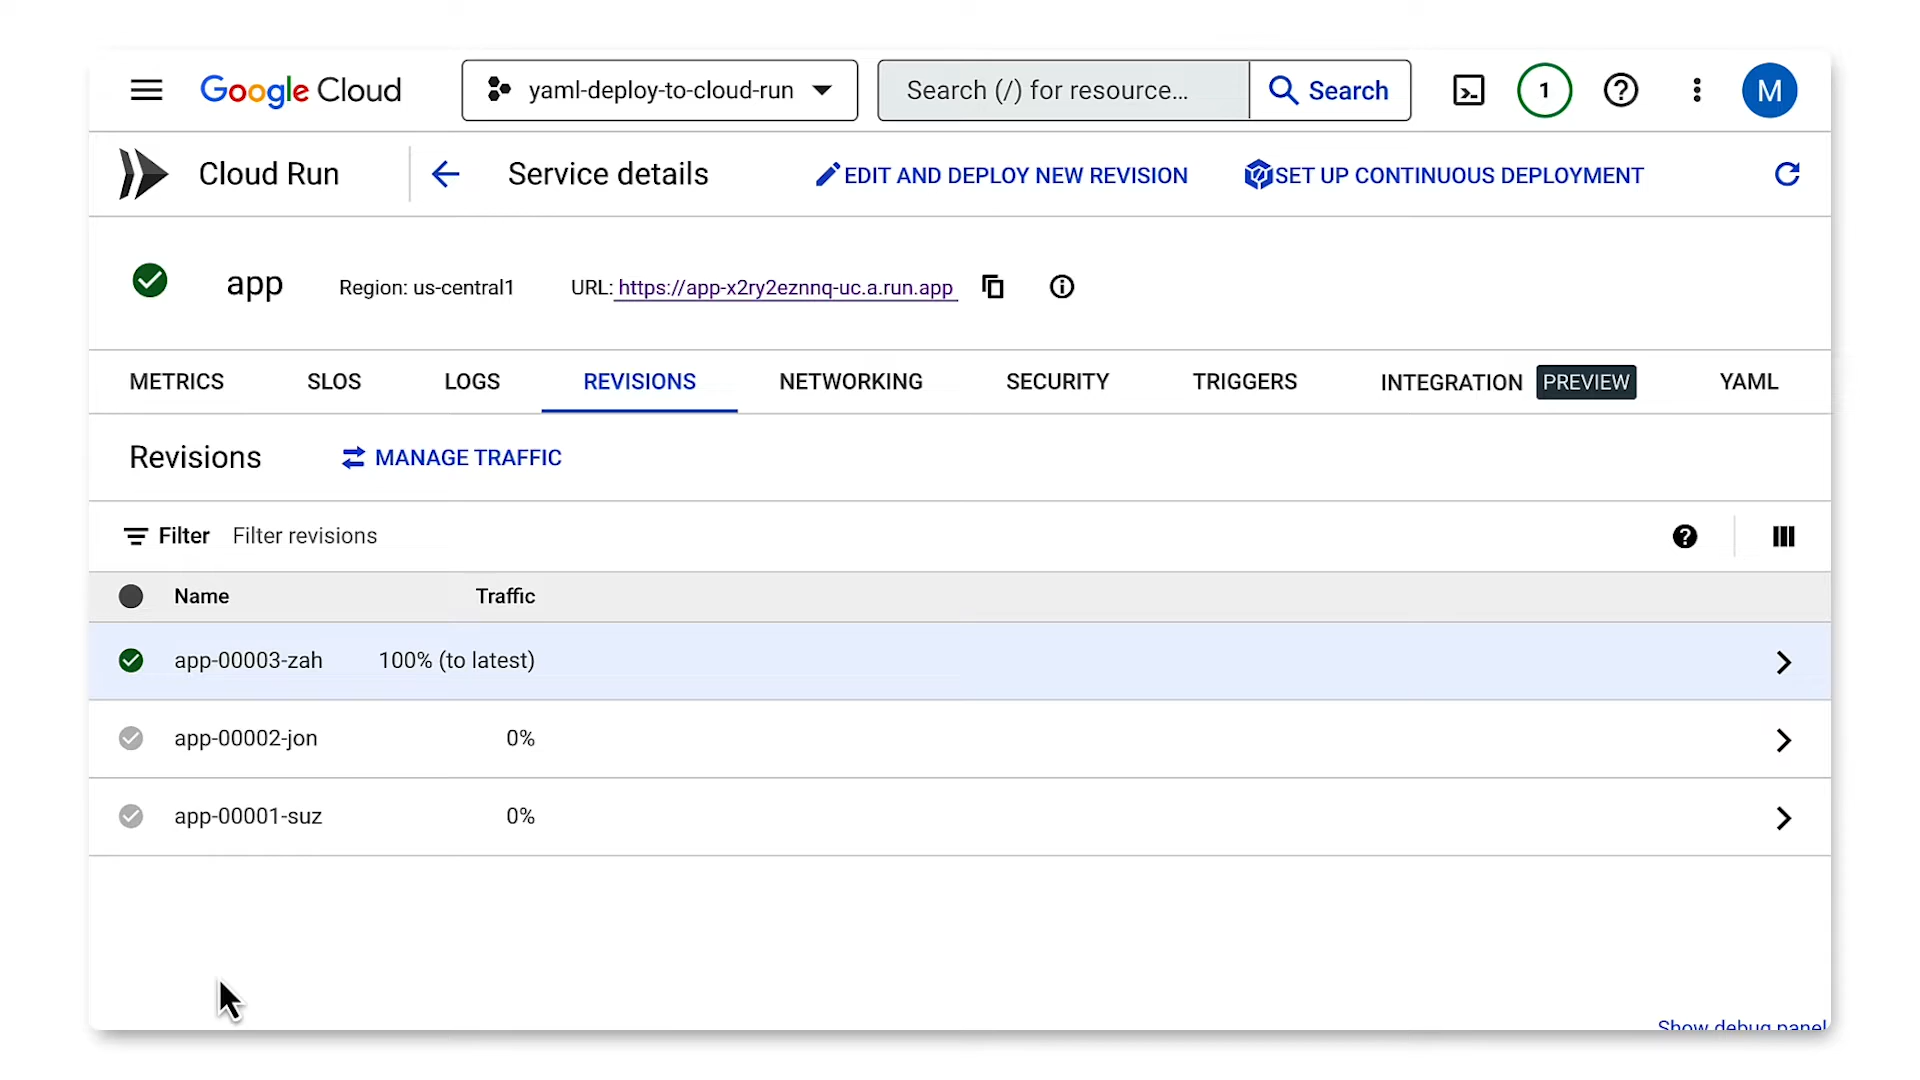 Google Cloud
yaml-deploy-to-cloud-run
Search (/) for resource...
Search
1
M
Cloud Run
Service details
EDIT AND DEPLOY NEW REVISION
SET UP CONTINUOUS DEPLOYMENT
app
Region: us-central1
URL: https://app-x2ry2eznnq-uc.a.run.app
METRICS
SLOS
LOGS
REVISIONS
NETWORKING
SECURITY
TRIGGERS
INTEGRATION PREVIEW
YAML
Revisions
MANAGE TRAFFIC
Filter
Filter revisions
Name
Traffic
app-00003-zah
100% (to latest)
app-00002-jon
0%
app-00001-suz
0%
Show debug panel